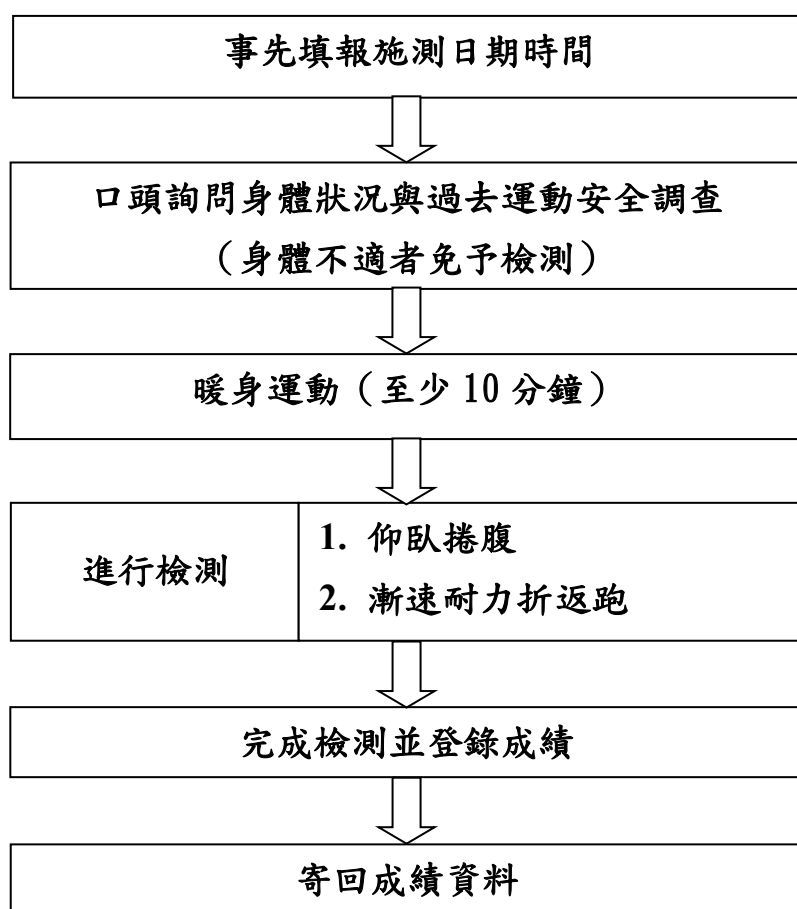 事先填報施測日期時間
口頭詢問身體狀況與過去運動安全調查
（身體不適者免予檢測）
暖身運動（至少 10 分鐘）
進行檢測
1. 仰臥捲腹
2. 漸速耐力折返跑
完成檢測並登錄成績
寄回成績資料